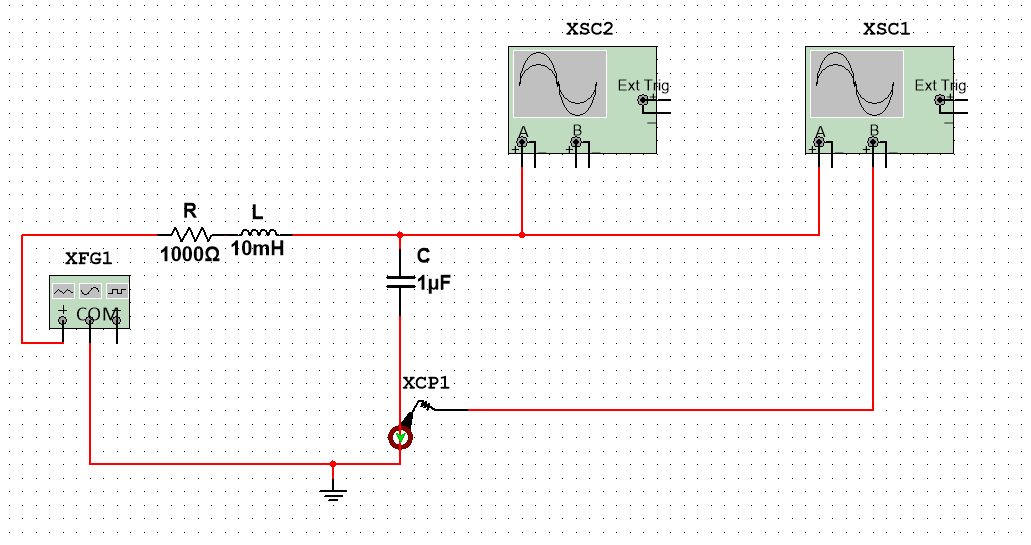 XSC2
XSC1
Ext Trig
+
A
B
+
+
Ext Trig
+
A
B
+
+
R
L
1000Ω
10mH
XFG1
+
COM
C
1µF
XCP1